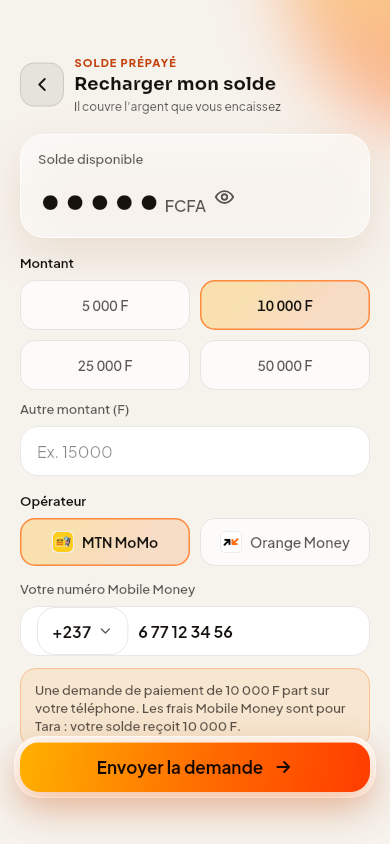 SOLDE PRÉPAYÉ
Recharger mon solde
Il couvre l'argent que vous encaissez
Solde disponible
●●●●● FCFA
Montant
5 000 F
10 000 F
25 000 F
50 000 F
Autre montant (F)
Ex. 15000
Opérateur
MTN MoMo
Orange Money
Votre numéro Mobile Money
+237 6 77 12 34 56
Une demande de paiement de 10 000 F part sur
votre téléphone. Les frais Mobile Money sont pour
Tara : votre solde reçoit 10 000 F.
Envoyer la demande →